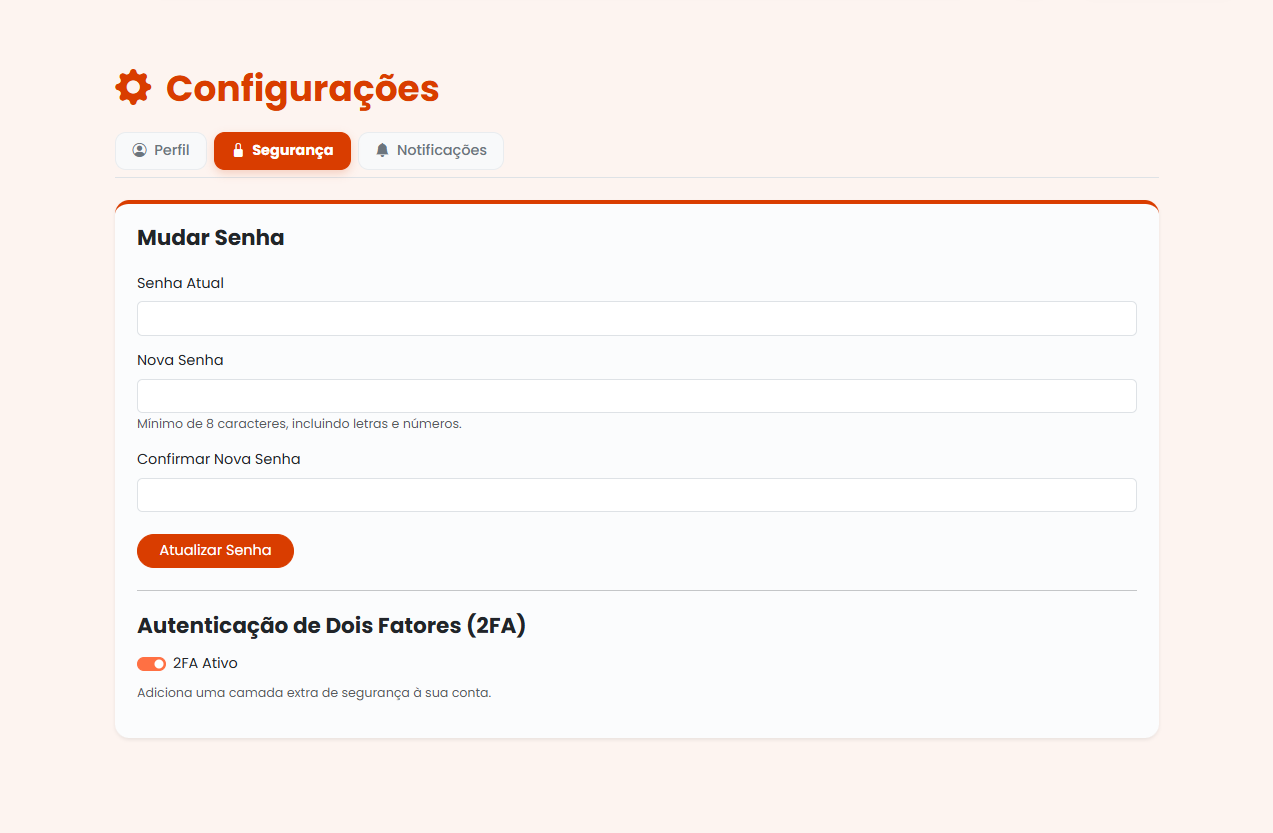 Configurações
Perfil
Segurança
Notificações
Mudar Senha
Senha Atual
Nova Senha
Mínimo de 8 caracteres, incluindo letras e números.
Confirmar Nova Senha
Atualizar Senha
Autenticação de Dois Fatores (2FA)
2FA Ativo
Adiciona uma camada extra de segurança à sua conta.